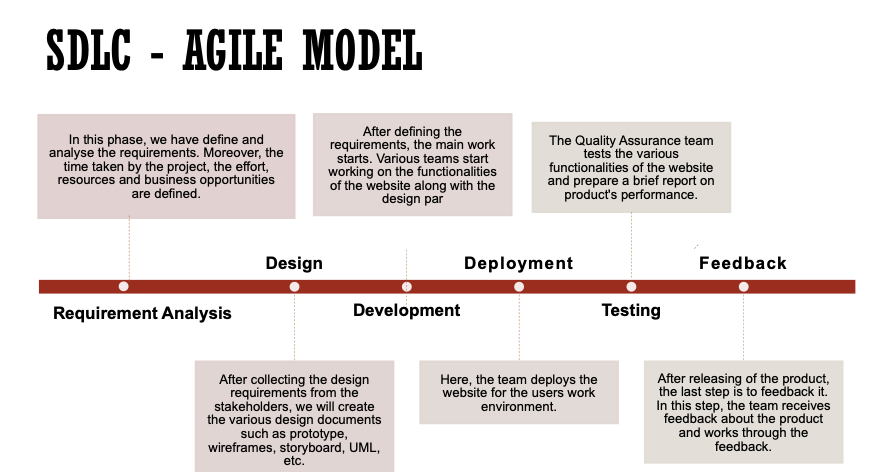 SDLC - AGILE MODEL
In this phase, we have define and
analyse the requirements. Moreover, the
time taken by the project, the effort,
resources and business opportunities
are defined.
After defining the
requirements, the main work
starts. Various teams start
working on the functionalities
of the website along with the
design par
The Quality Assurance team
tests the various
functionalities of the website
and prepare a brief report on
product's performance.
Design
Deployment
Feedback
Requirement Analysis
Development
Testing
After collecting the design
requirements from the
stakeholders, we will create
the various design documents
such as prototype,
wireframes, storyboard, UML,
etc.
Here, the team deploys the
website for the users work
environment.
After releasing of the product,
the last step is to feedback it.
In this step, the team receives
feedback about the product
and works through the
feedback.